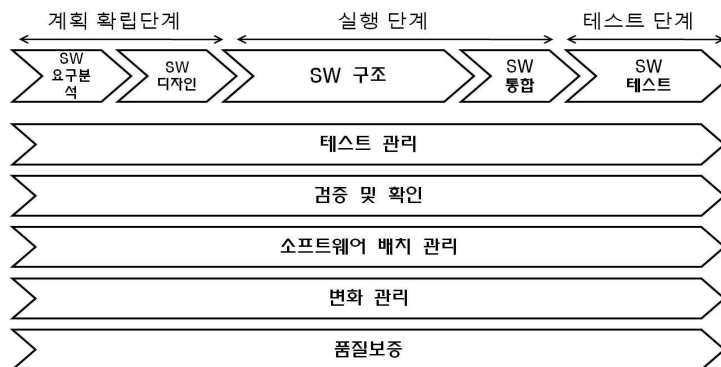 계획 확립단계 실행 단계 테스트 단계
SW
요구분
석
SW
디자인
SW 구조
SW
통합
SW
테스트
테스트 관리
검증 및 확인
소프트웨어 배치 관리
변화 관리
품질보증